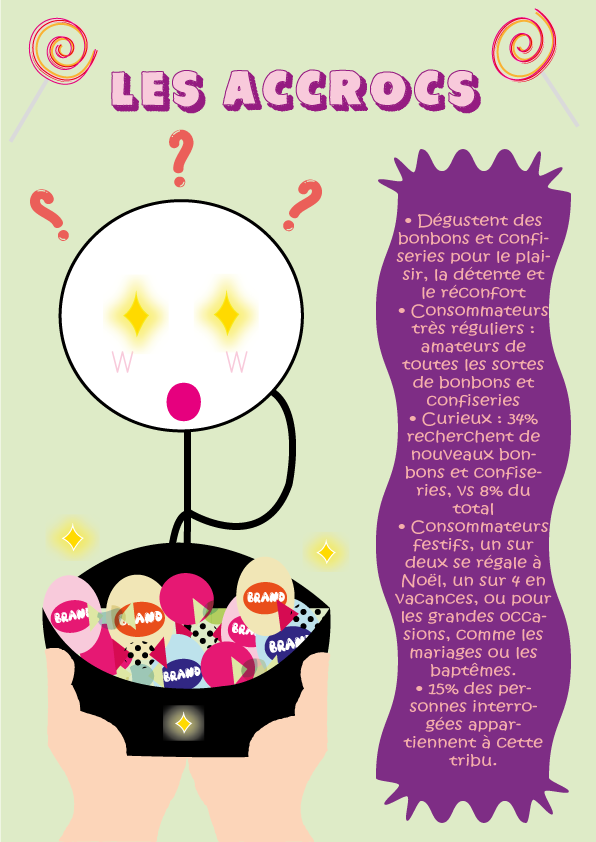 LES ACCROCS
? ? ?
W W
• Dégustent des
bonbons et confi-
series pour le plai-
sir, la détente et
le réconfort
• Consommateurs
très réguliers :
amateurs de
toutes les sortes
de bonbons et
confiseries
• Curieux : 34%
recherchent de
nouveaux bon-
bons et confise-
ries, vs 8% du
total
• Consommateurs
festifs, un sur
deux se régale à
Noël, un sur 4 en
vacances, ou pour
les grandes occa-
sions, comme les
mariages ou les
baptêmes.
• 15% des per-
sonnes interro-
gées appar-
tiennent à cette
tribu.
BRAND
BRAND
BRAND
BRAND
BRAND
BRAND